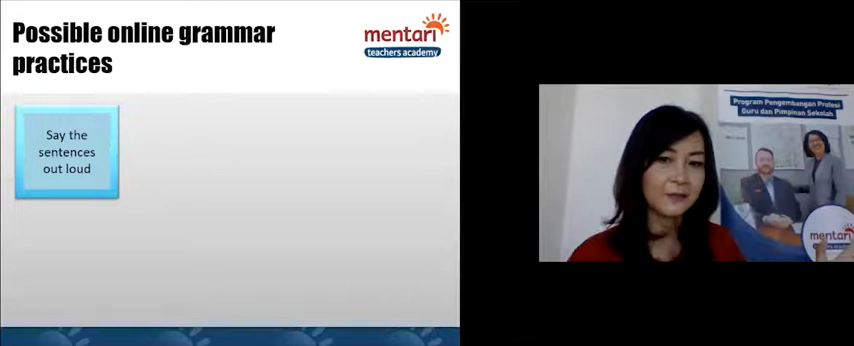 Possible online grammar
practices
mentari
teachers academy
Say the
sentences
out loud
Program Pengembangan Profesi
Guru dan Pimpinan Sekolah
mentari